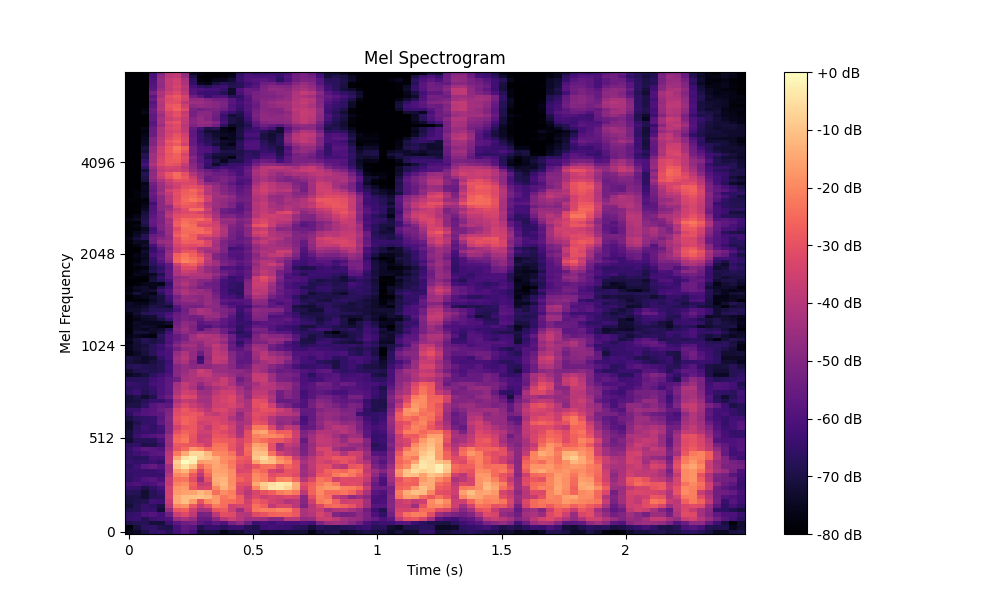 Mel Spectrogram
+0 dB
-10 dB
-20 dB
-30 dB
-40 dB
-50 dB
-60 dB
-70 dB
-80 dB
4096
2048
1024
512
0
Mel Frequency
0 0.5 1 1.5 2
Time (s)